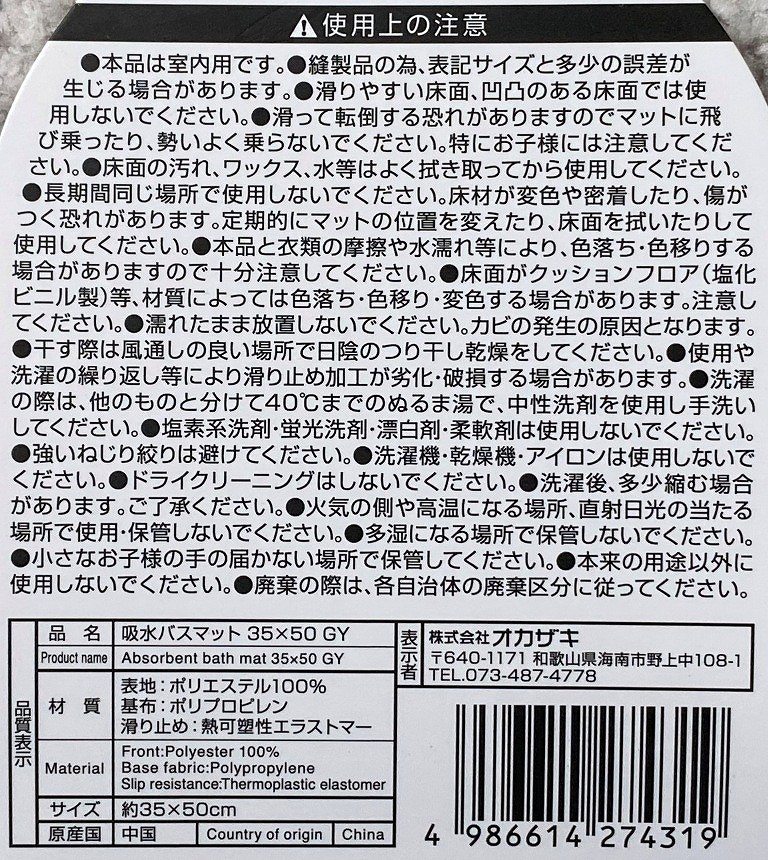 ⚠使用上の注意
●本品は室内用です。●縫製品の為、表記サイズと多少の誤差が
生じる場合があります。●滑りやすい床面、凹凸のある床面では使
用しないでください。●滑って転倒する恐れがありますのでマットに飛
び乗ったり、勢いよく乗らないでください。特にお子様には注意してくだ
さい。●床面の汚れ、ワックス、水等はよく拭き取ってから使用してください。
●長期間同じ場所で使用しないでください。床材が変色や密着したり、傷が
つく恐れがあります。定期的にマットの位置を変えたり、床面を拭いたりして
使用してください。●本品と衣類の摩擦や水濡れ等により、色落ち・色移りする
場合がありますので十分注意してください。●床面がクッションフロア(塩化
ビニル製)等、材質によっては色落ち・色移り・変色する場合があります。注意し
てください。●濡れたまま放置しないでください。カビの発生の原因となります。
●干す際は風通しの良い場所で日陰のつり干し乾燥をしてください。●使用や
洗濯の繰り返し等により滑り止め加工が劣化・破損する場合があります。●洗濯
の際は、他のものと分けて40℃までのぬるま湯で、中性洗剤を使用し手洗い
してください。●塩素系洗剤・蛍光洗剤・漂白剤・柔軟剤は使用しないでください。
●強いねじり絞りは避けてください。●洗濯機・乾燥機・アイロンは使用しないで
ください。●ドライクリーニングはしないでください。●洗濯後、多少縮む場合
があります。ご了承ください。●火気の側や高温になる場所、直射日光の当たる
場所で使用・保管しないでください。●多湿になる場所で保管しないでください。
●小さなお子様の手の届かない場所で保管してください。●本来の用途以外に
使用しないでください。●廃棄の際は、各自治体の廃棄区分に従ってください。
品質表示
品名 吸水バスマット 35×50 GY
Product name Absorbent bath mat 35×50 GY
材質 表地:ポリエステル100%
基布:ポリプロピレン
滑り止め:熱可塑性エラストマー
Material Front:Polyester 100%
Base fabric:Polypropylene
Slip resistance:Thermoplastic elastomer
サイズ 約35×50cm
原産国 中国 Country of origin China
表示者
株式会社オカザキ
〒640-1171 和歌山県海南市野上中108-1
TEL.073-487-4778
4 986614 274319